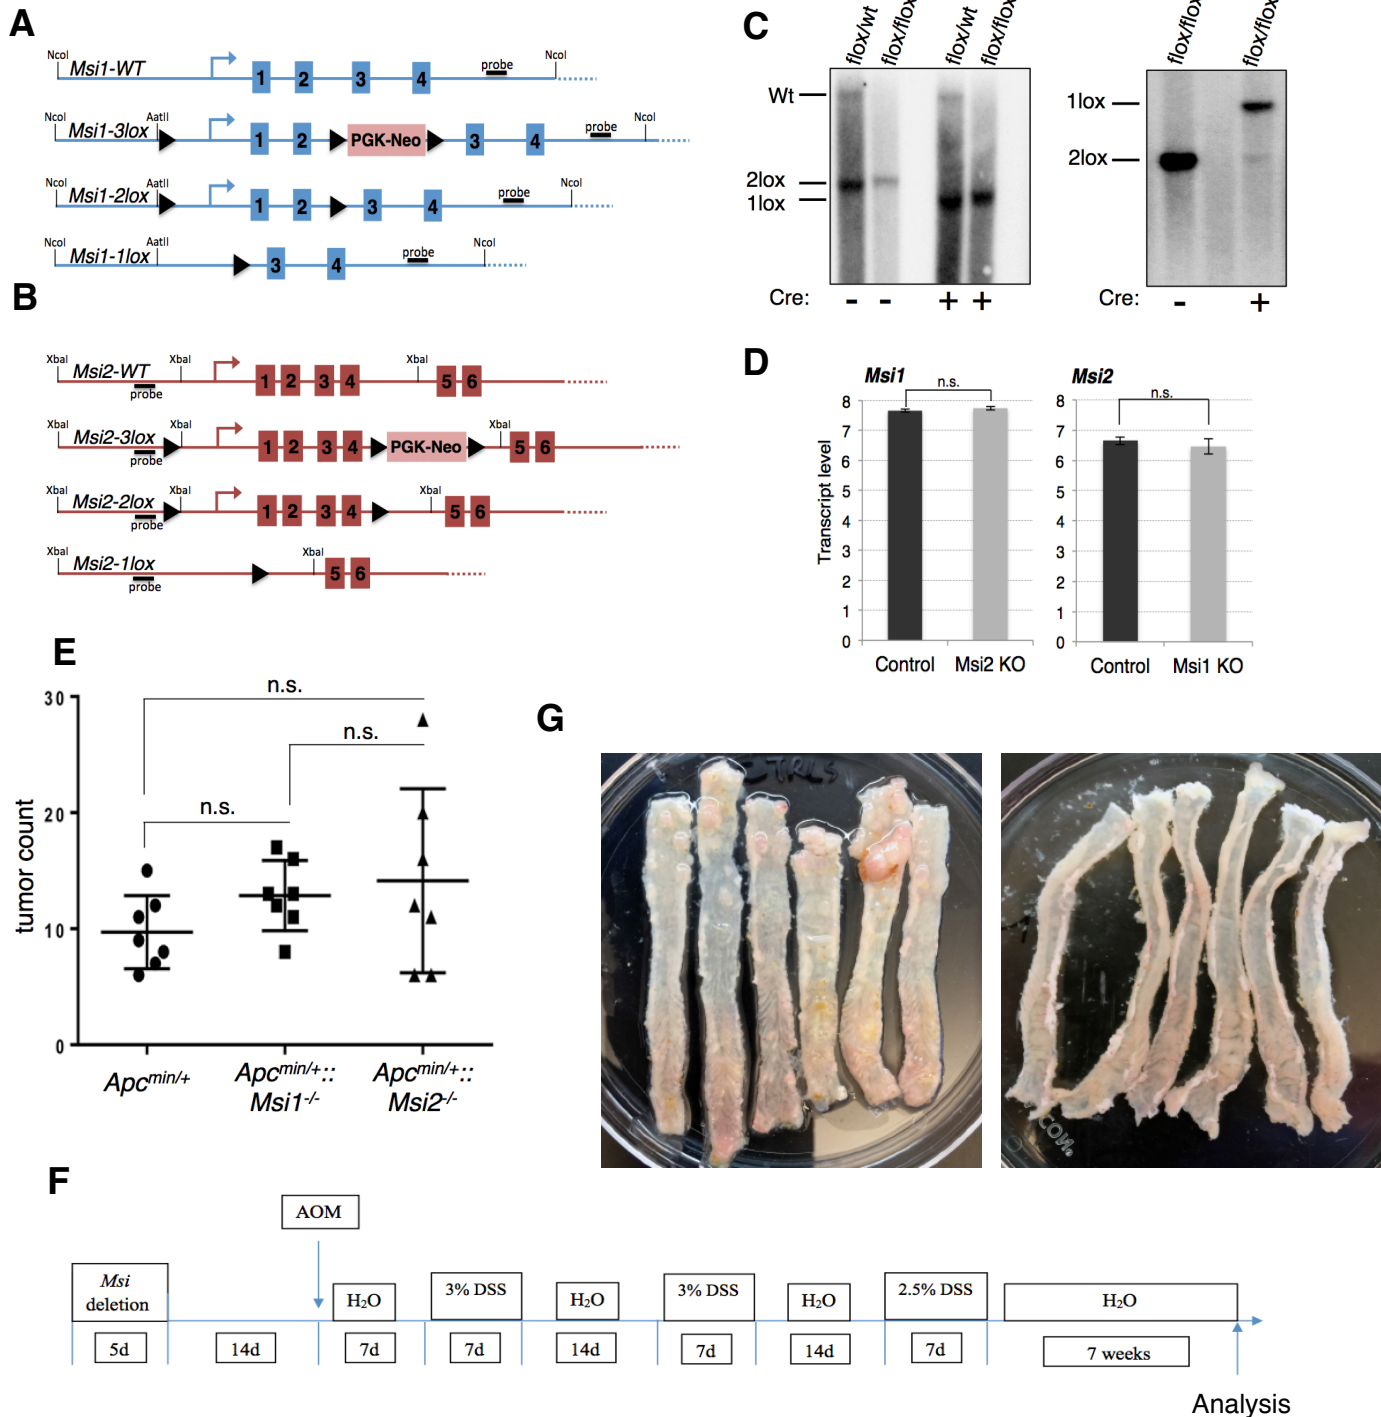 A
NcoI Msi1-WT 1 2 3 4 probe NcoI
NcoI AatII Msi1-3lox 1 2 PGK-Neo 3 4 probe NcoI
NcoI AatII Msi1-2lox 1 2 3 4 probe NcoI
NcoI AatII Msi1-1lox 3 4 probe NcoI
B
XbaI Msi2-WT probe XbaI 1 2 3 4 XbaI 5 6
XbaI Msi2-3lox probe XbaI 1 2 3 4 PGK-Neo XbaI 5 6
XbaI Msi2-2lox probe XbaI 1 2 3 4 XbaI 5 6
XbaI Msi2-1lox probe XbaI 5 6
C
flox/wt flox/flox flox/wt flox/flox
Wt
2lox
1lox
Cre: - - + +
flox/flox flox/flox
1lox
2lox
Cre: - +
D
Msi1
n.s.
Transcript level
8
7
6
5
4
3
2
1
0
Control Msi2 KO
Msi2
n.s.
8
7
6
5
4
3
2
1
0
Control Msi1 KO
E
n.s.
n.s.
n.s.
tumor count
30
20
10
0
Apcmin/+
Apcmin/+::
Msi1-/-
Apcmin/+::
Msi2-/-
G
CTRLS
CON.
F
AOM
Msi
deletion
H2O
3% DSS
H2O
3% DSS
H2O
2.5% DSS
H2O
5d 14d 7d 7d 14d 7d 14d 7d 7 weeks
Analysis